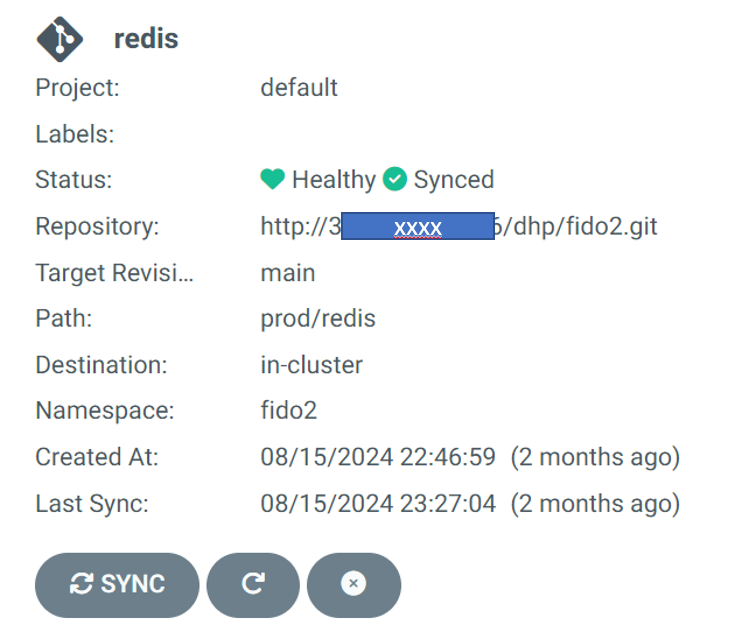 redis
Project: default
Labels:
Status: Healthy Synced
Repository: http://3 xxxx 6/dhp/fido2.git
Target Revisi... main
Path: prod/redis
Destination: in-cluster
Namespace: fido2
Created At: 08/15/2024 22:46:59 (2 months ago)
Last Sync: 08/15/2024 23:27:04 (2 months ago)
SYNC